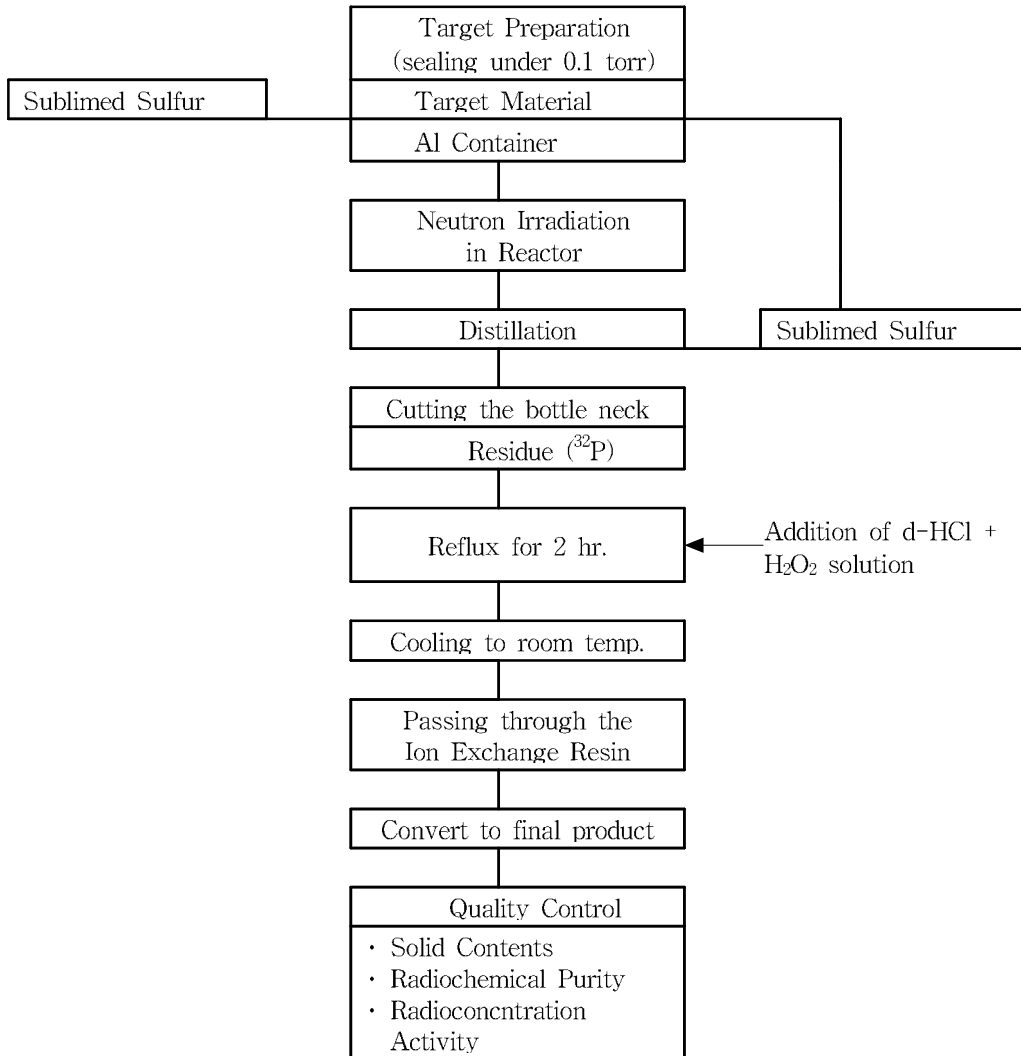 Target Preparation
(sealing under 0.1 torr)
Sublimed Sulfur
Target Material
Al Container
Neutron Irradiation
in Reactor
Distillation
Sublimed Sulfur
Cutting the bottle neck
Residue (³²P)
Reflux for 2 hr.
Addition of d-HCl +
H₂O₂ solution
Cooling to room temp.
Passing through the
Ion Exchange Resin
Convert to final product
Quality Control
· Solid Contents
· Radiochemical Purity
· Radioconcntration
Activity